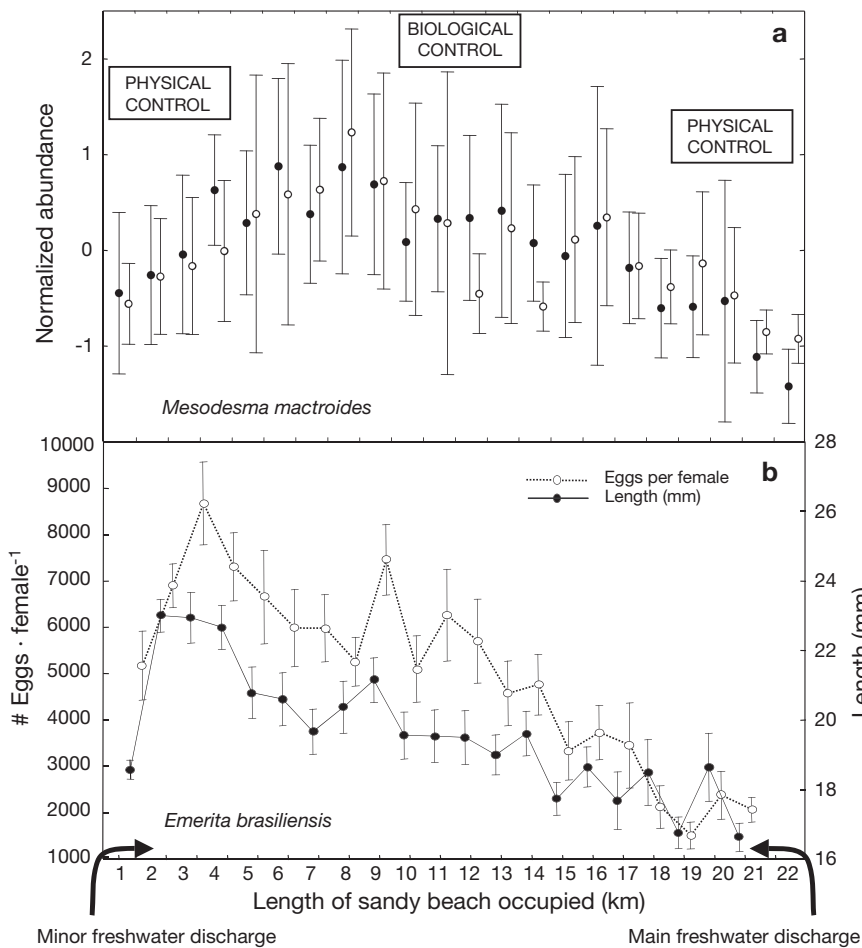 a
BIOLOGICAL
CONTROL
PHYSICAL
CONTROL
PHYSICAL
CONTROL
Normalized abundance
2
1
0
-1
Mesodesma mactroides
b
Eggs per female
Length (mm)
# Eggs · female⁻¹
10000
9000
8000
7000
6000
5000
4000
3000
2000
1000
28
26
24
22
20
18
16
Length (mm)
Emerita brasiliensis
1 2 3 4 5 6 7 8 9 10 11 12 13 14 15 16 17 18 19 20 21 22
Length of sandy beach occupied (km)
Minor freshwater discharge
Main freshwater discharge